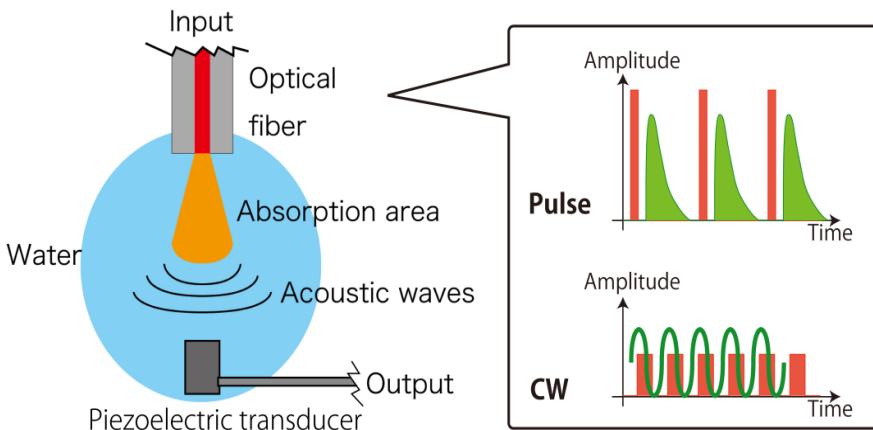 Input
Optical
fiber
Absorption area
Water
Acoustic waves
Output
Piezoelectric transducer
Amplitude
Pulse
Time
Amplitude
CW
Time